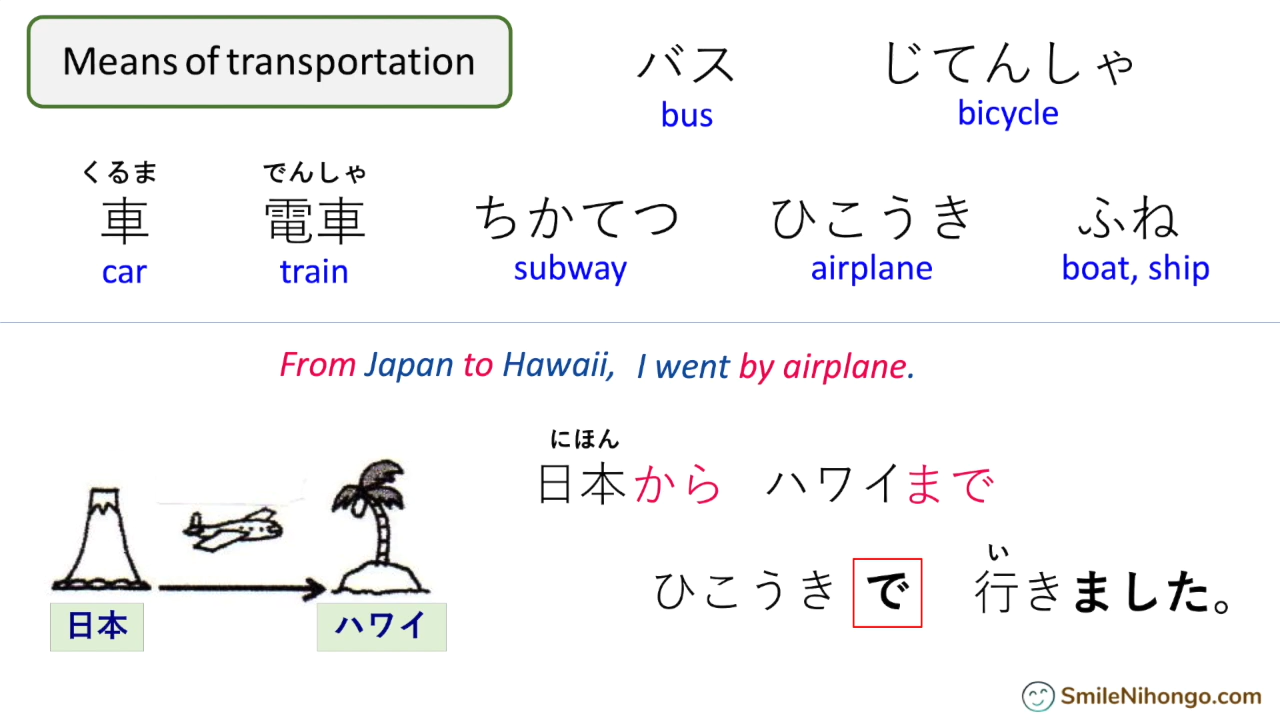 Means of transportation
バス
bus
じてんしゃ
bicycle
くるま
車
car
でんしゃ
電車
train
ちかてつ
subway
ひこうき
airplane
ふね
boat, ship
From Japan to Hawaii, I went by airplane.
にほん
日本から ハワイまで
い
ひこうき で 行きました。
日本
ハワイ
SmileNihongo.com